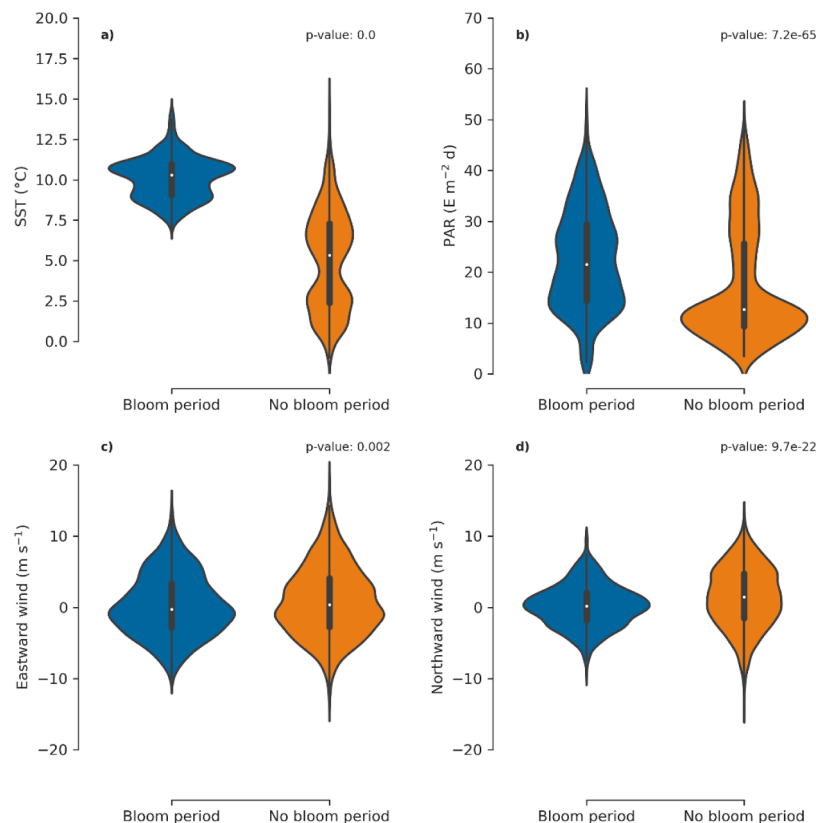 a)
p-value: 0.0
20.0
17.5
15.0
12.5
10.0
7.5
5.0
2.5
0.0
SST (°C)
Bloom period
No bloom period
b)
p-value: 7.2e-65
70
60
50
40
30
20
10
0
PAR (E m⁻² d)
Bloom period
No bloom period
c)
p-value: 0.002
20
10
0
−10
−20
Eastward wind (m s⁻¹)
Bloom period
No bloom period
d)
p-value: 9.7e-22
20
10
0
−10
−20
Northward wind (m s⁻¹)
Bloom period
No bloom period